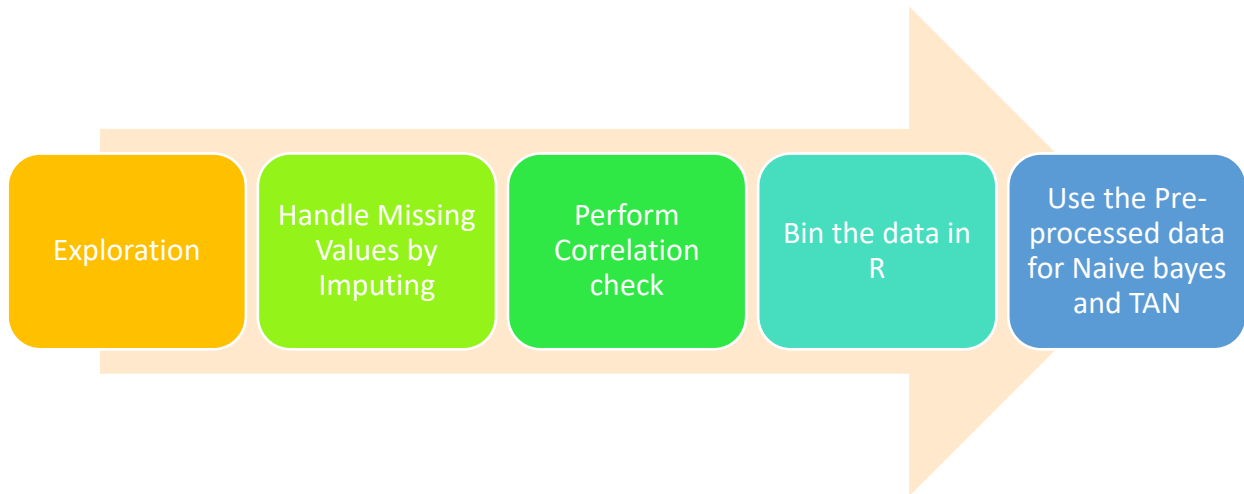 Exploration
Handle Missing
Values by
Imputing
Perform
Correlation
check
Bin the data in
R
Use the Pre-
processed data
for Naive bayes
and TAN